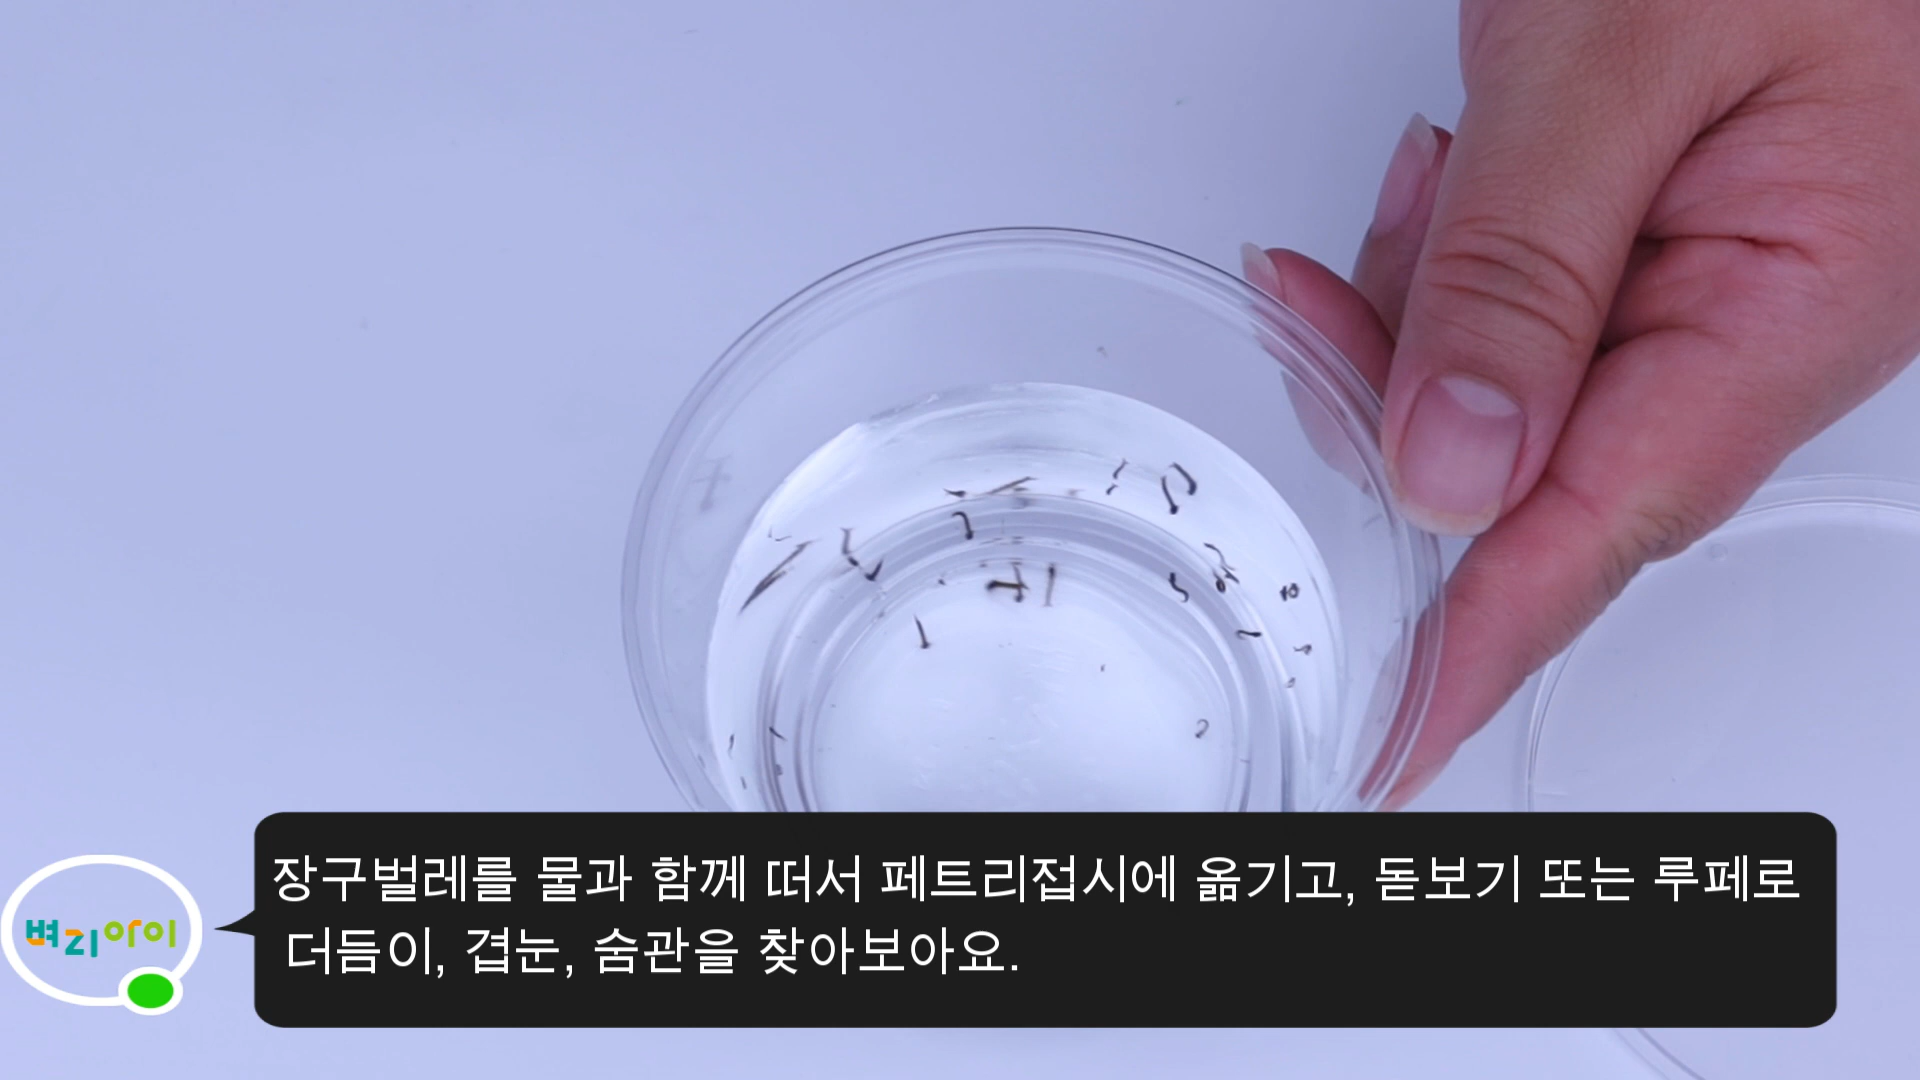 장구벌레를 물과 함께 떠서 페트리접시에 옮기고, 돋보기 또는 루페로
더듬이, 겹눈, 숨관을 찾아보아요.
벼리아이